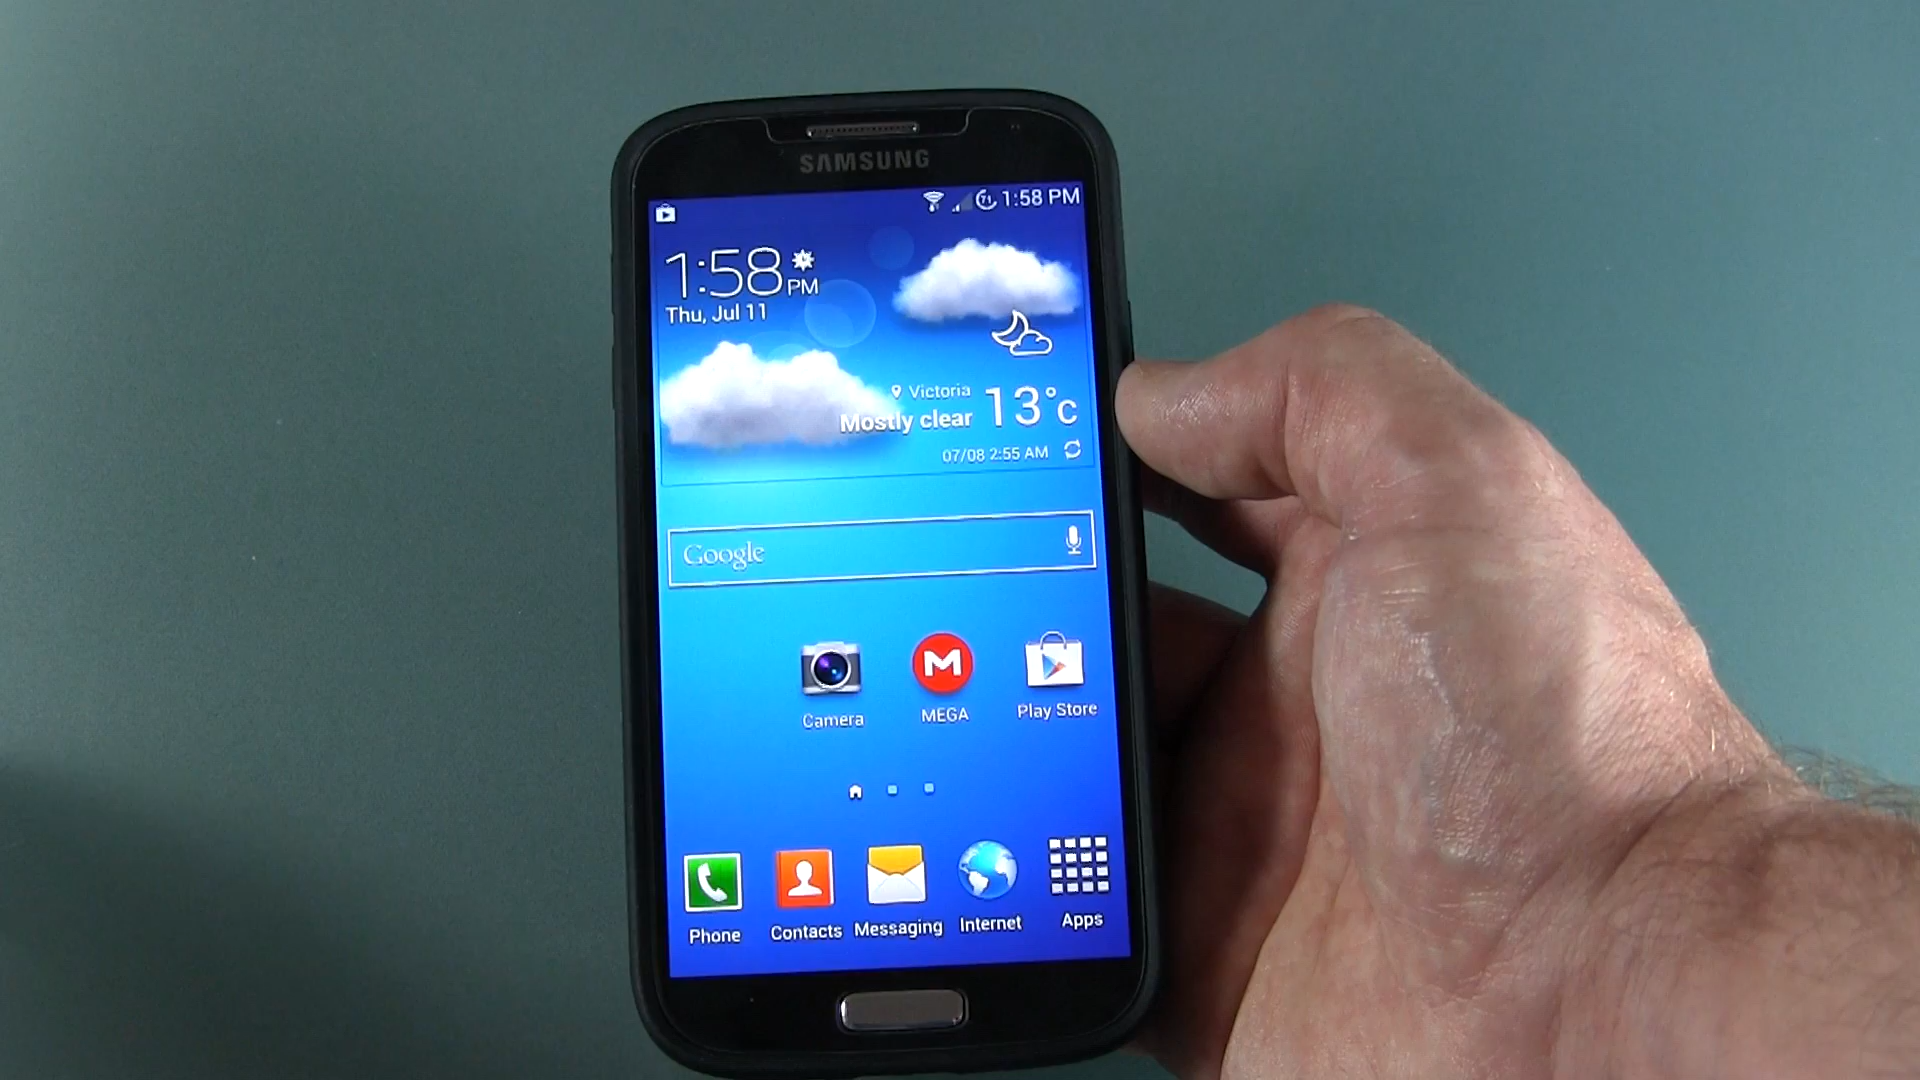 SAMSUNG
71 1:58 PM
1:58 PM
Thu, Jul 11
Victoria
Mostly clear 13°C
07/08 2:55 AM
Google
Camera MEGA Play Store
Phone Contacts Messaging Internet Apps